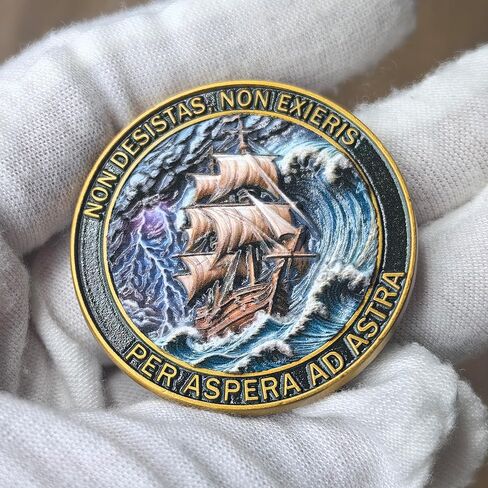 NON DESISTAS, NON EXIERIS
PER ASPERA AD ASTRA